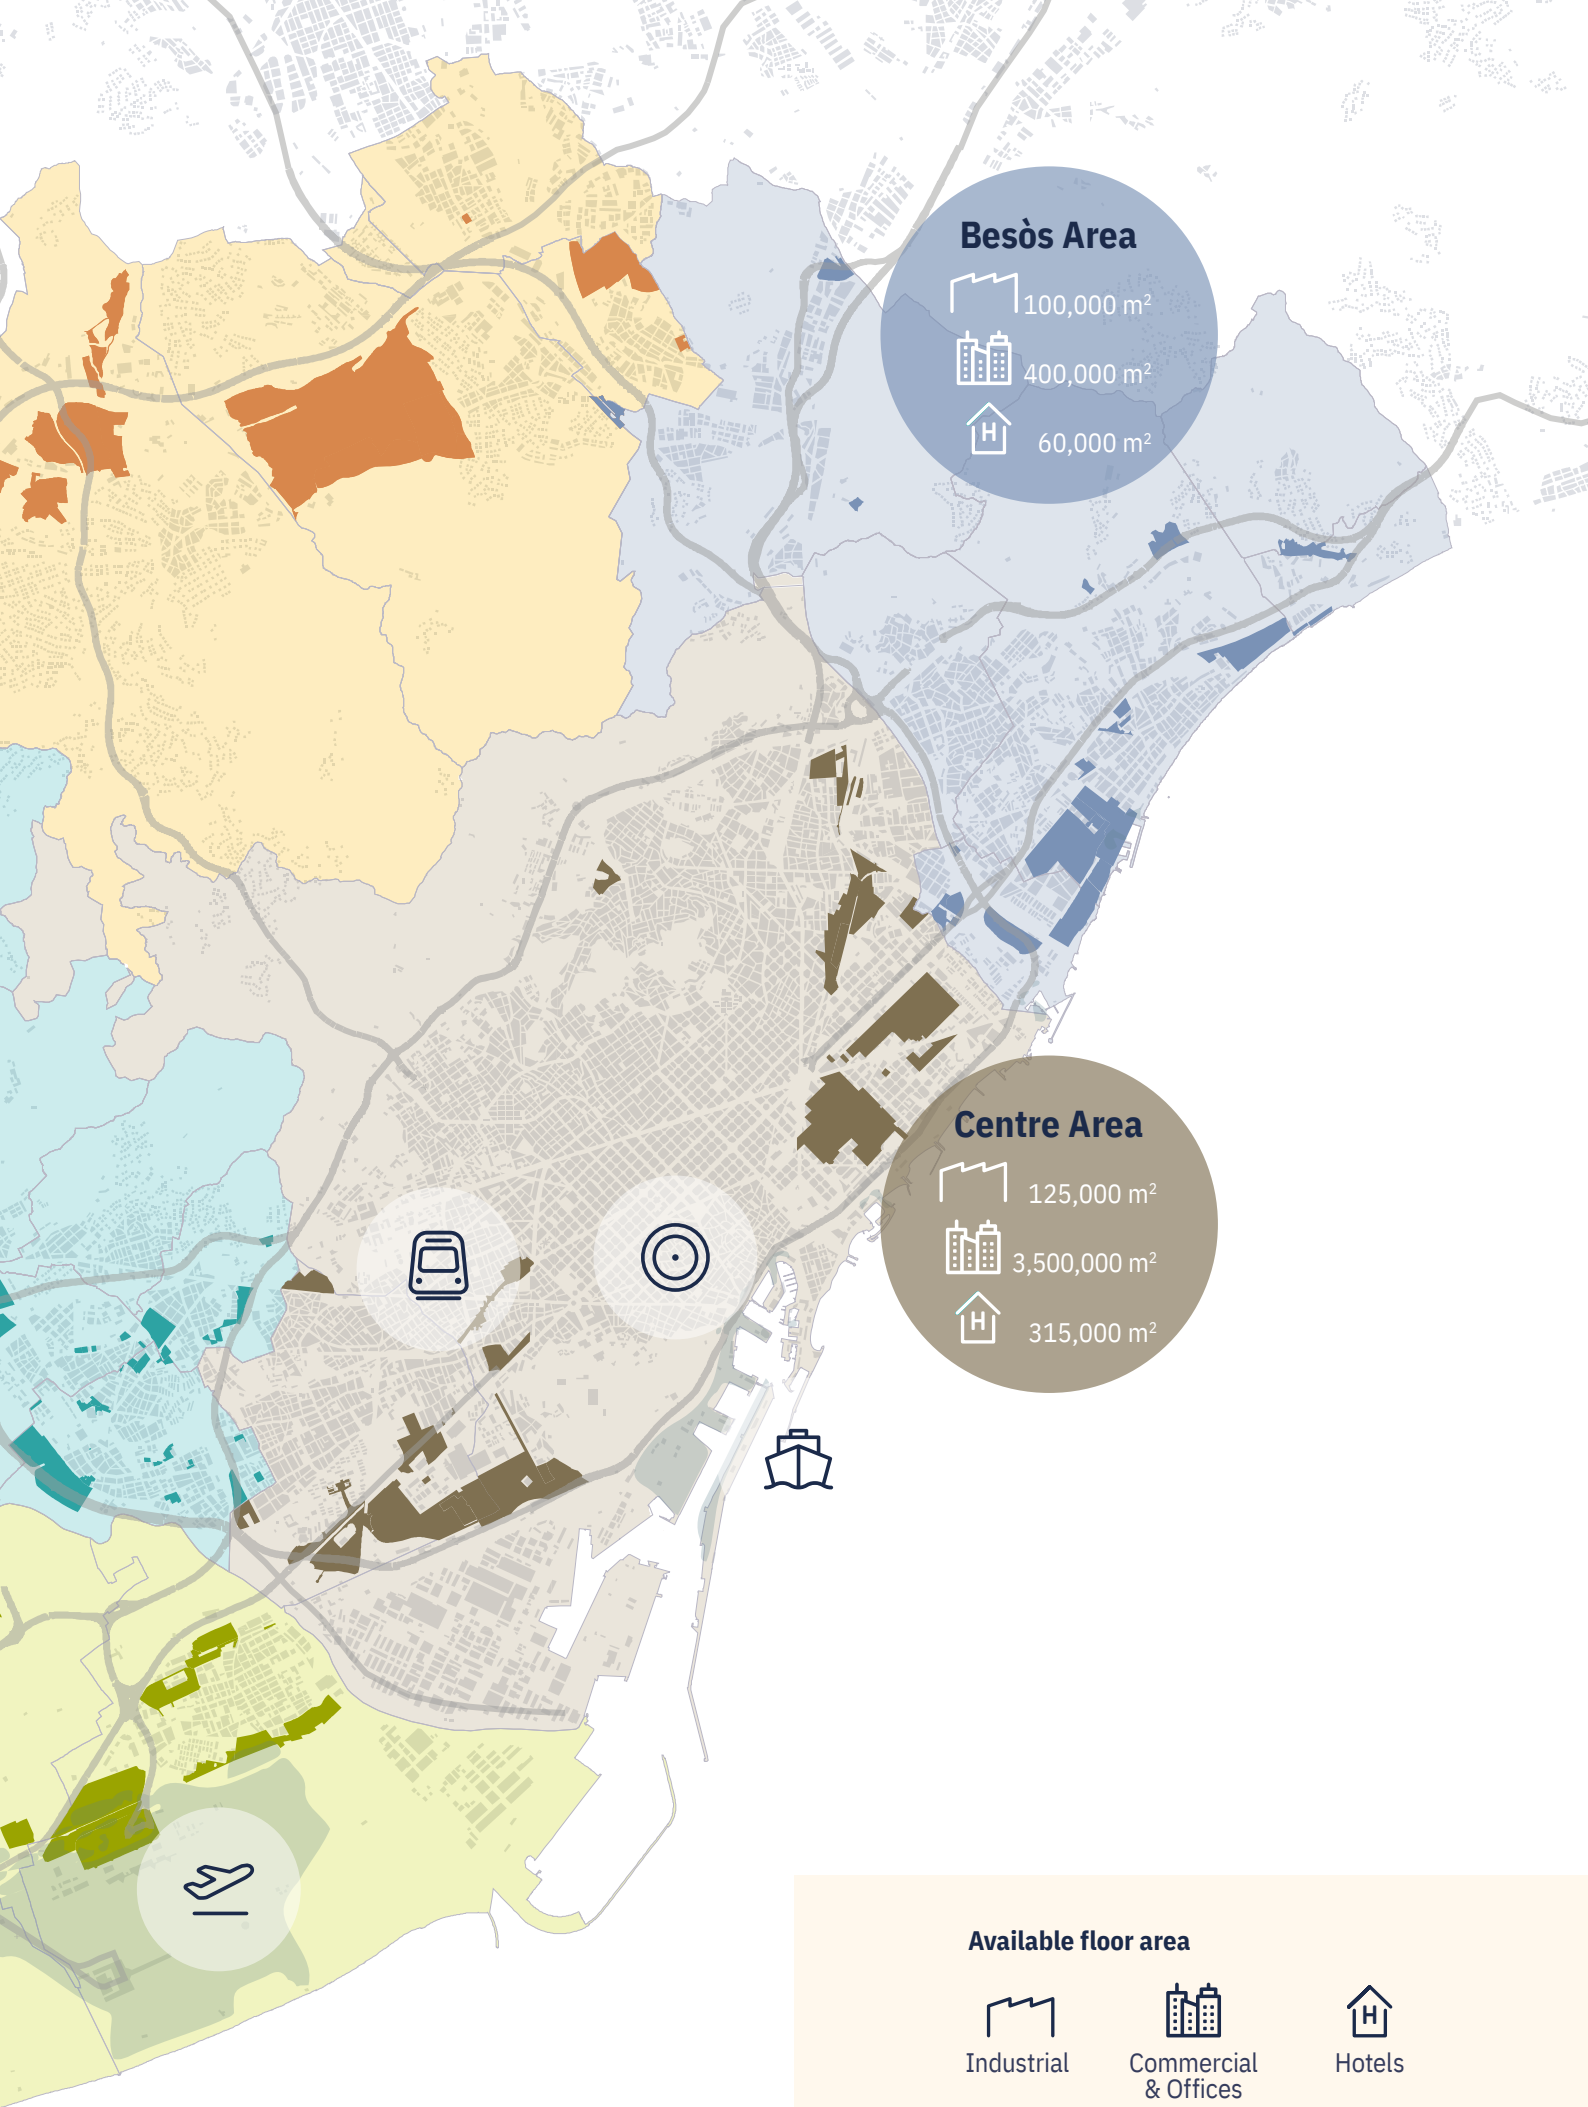 Besòs Area
100,000 m²
400,000 m²
H
60,000 m²
Centre Area
125,000 m²
3,500,000 m²
H
315,000 m²
Available floor area
H
Industrial
Commercial
& Offices
Hotels